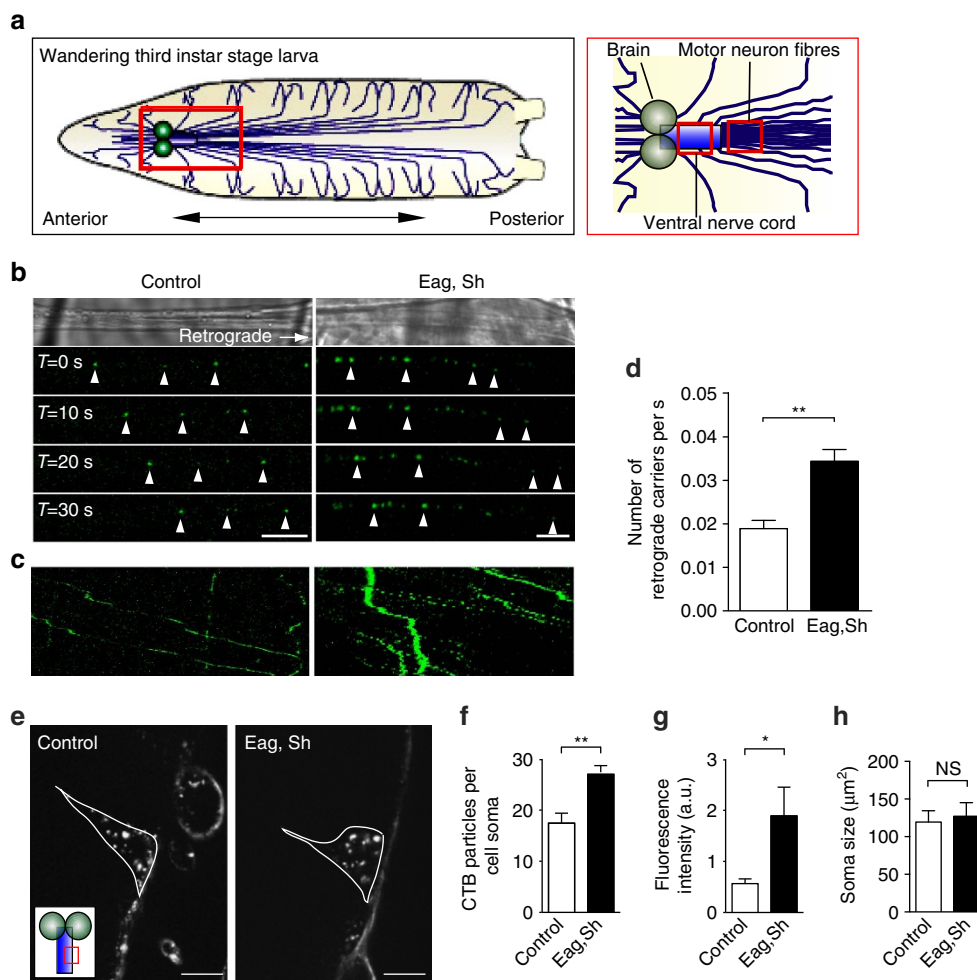 a
Wandering third instar stage larva
Anterior
Posterior
Brain
Motor neuron fibres
Ventral nerve cord
b
Control
Eag, Sh
Retrograde
T=0 s
T=10 s
T=20 s
T=30 s
c
d
Number of
retrograde carriers per s
0.05
0.04
0.03
0.02
0.01
0.00
**
Control
Eag,Sh
e
Control
Eag, Sh
f
CTB particles per
cell soma
30
20
10
0
**
Control
Eag,Sh
g
Fluorescence
intensity (a.u.)
3
2
1
0
*
Control
Eag,Sh
h
Soma size (μm²)
200
150
100
50
0
NS
Control
Eag,Sh